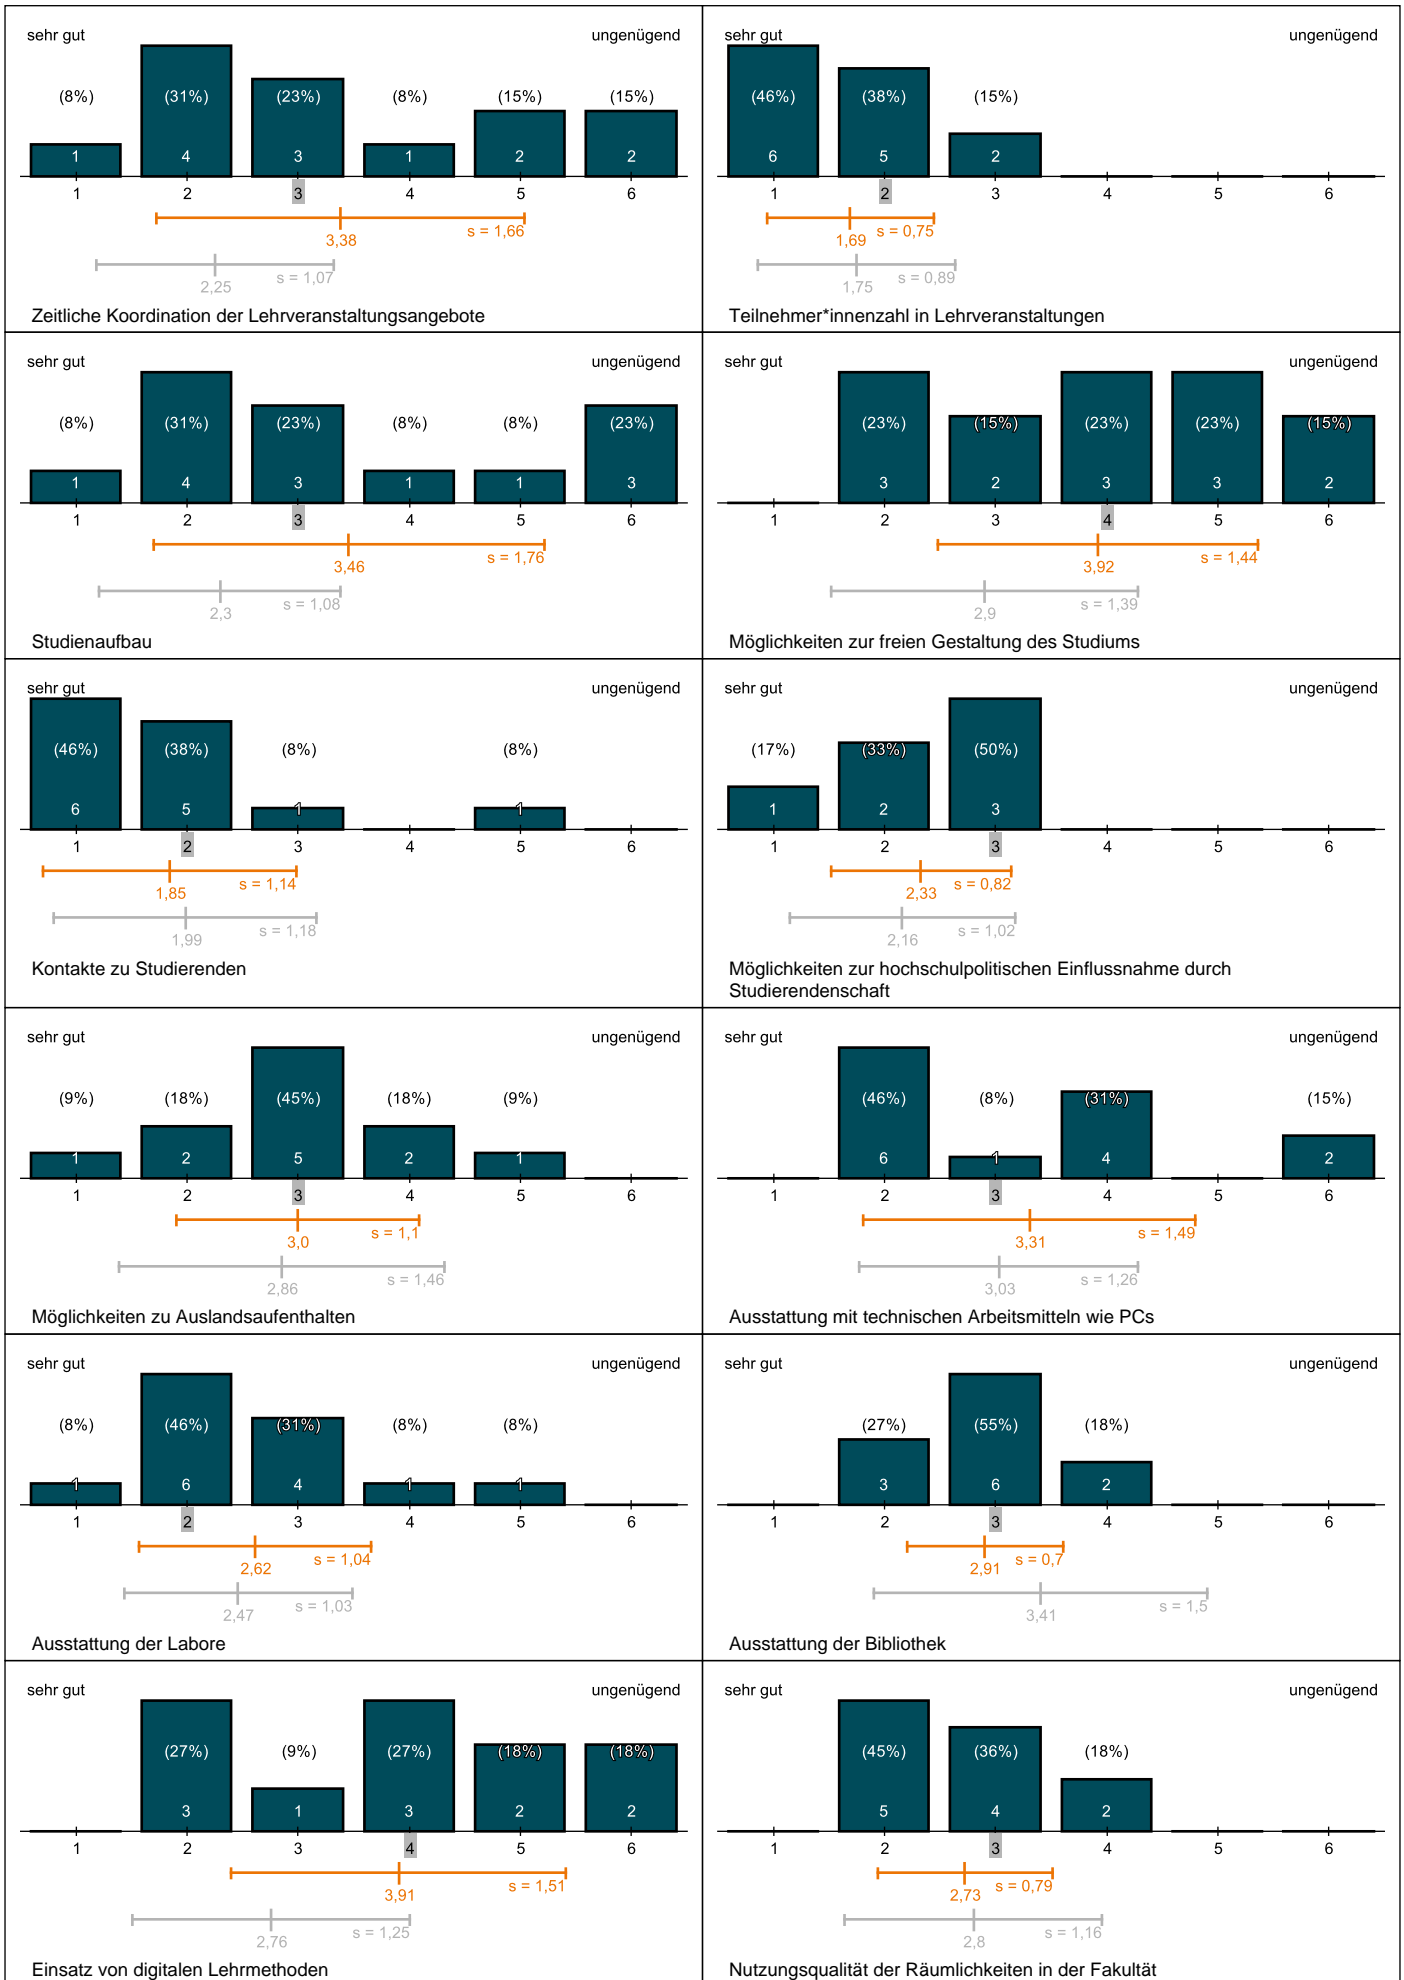 sehr gut ungenügend
(8%) (31%) (23%) (8%) (15%) (15%)
1 4 3 1 2 2
1 2 3 4 5 6
3,38 s = 1,66
2,25 s = 1,07
Zeitliche Koordination der Lehrveranstaltungsangebote
sehr gut ungenügend
(46%) (38%) (15%)
6 5 2
1 2 3 4 5 6
1,69 s = 0,75
1,75 s = 0,89
Teilnehmer*innenzahl in Lehrveranstaltungen
sehr gut ungenügend
(8%) (31%) (23%) (8%) (8%) (23%)
1 4 3 1 1 3
1 2 3 4 5 6
3,46 s = 1,76
2,3 s = 1,08
Studienaufbau
sehr gut ungenügend
(23%) (15%) (23%) (23%) (15%)
3 2 3 3 2
1 2 3 4 5 6
3,92 s = 1,44
2,9 s = 1,39
Möglichkeiten zur freien Gestaltung des Studiums
sehr gut ungenügend
(46%) (38%) (8%) (8%)
6 5 1 1
1 2 3 4 5 6
1,85 s = 1,14
1,99 s = 1,18
Kontakte zu Studierenden
sehr gut ungenügend
(17%) (33%) (50%)
1 2 3
1 2 3 4 5 6
2,33 s = 0,82
2,16 s = 1,02
Möglichkeiten zur hochschulpolitischen Einflussnahme durch
Studierendenschaft
sehr gut ungenügend
(9%) (18%) (45%) (18%) (9%)
1 2 5 2 1
1 2 3 4 5 6
3,0 s = 1,1
2,86 s = 1,46
Möglichkeiten zu Auslandsaufenthalten
sehr gut ungenügend
(46%) (8%) (31%) (15%)
6 1 4 2
1 2 3 4 5 6
3,31 s = 1,49
3,03 s = 1,26
Ausstattung mit technischen Arbeitsmitteln wie PCs
sehr gut ungenügend
(8%) (46%) (31%) (8%) (8%)
1 6 4 1 1
1 2 3 4 5 6
2,62 s = 1,04
2,47 s = 1,03
Ausstattung der Labore
sehr gut ungenügend
(27%) (55%) (18%)
3 6 2
1 2 3 4 5 6
2,91 s = 0,7
3,41 s = 1,5
Ausstattung der Bibliothek
sehr gut ungenügend
(27%) (9%) (27%) (18%) (18%)
3 1 3 2 2
1 2 3 4 5 6
3,91 s = 1,51
2,76 s = 1,25
Einsatz von digitalen Lehrmethoden
sehr gut ungenügend
(45%) (36%) (18%)
5 4 2
1 2 3 4 5 6
2,73 s = 0,79
2,8 s = 1,16
Nutzungsqualität der Räumlichkeiten in der Fakultät